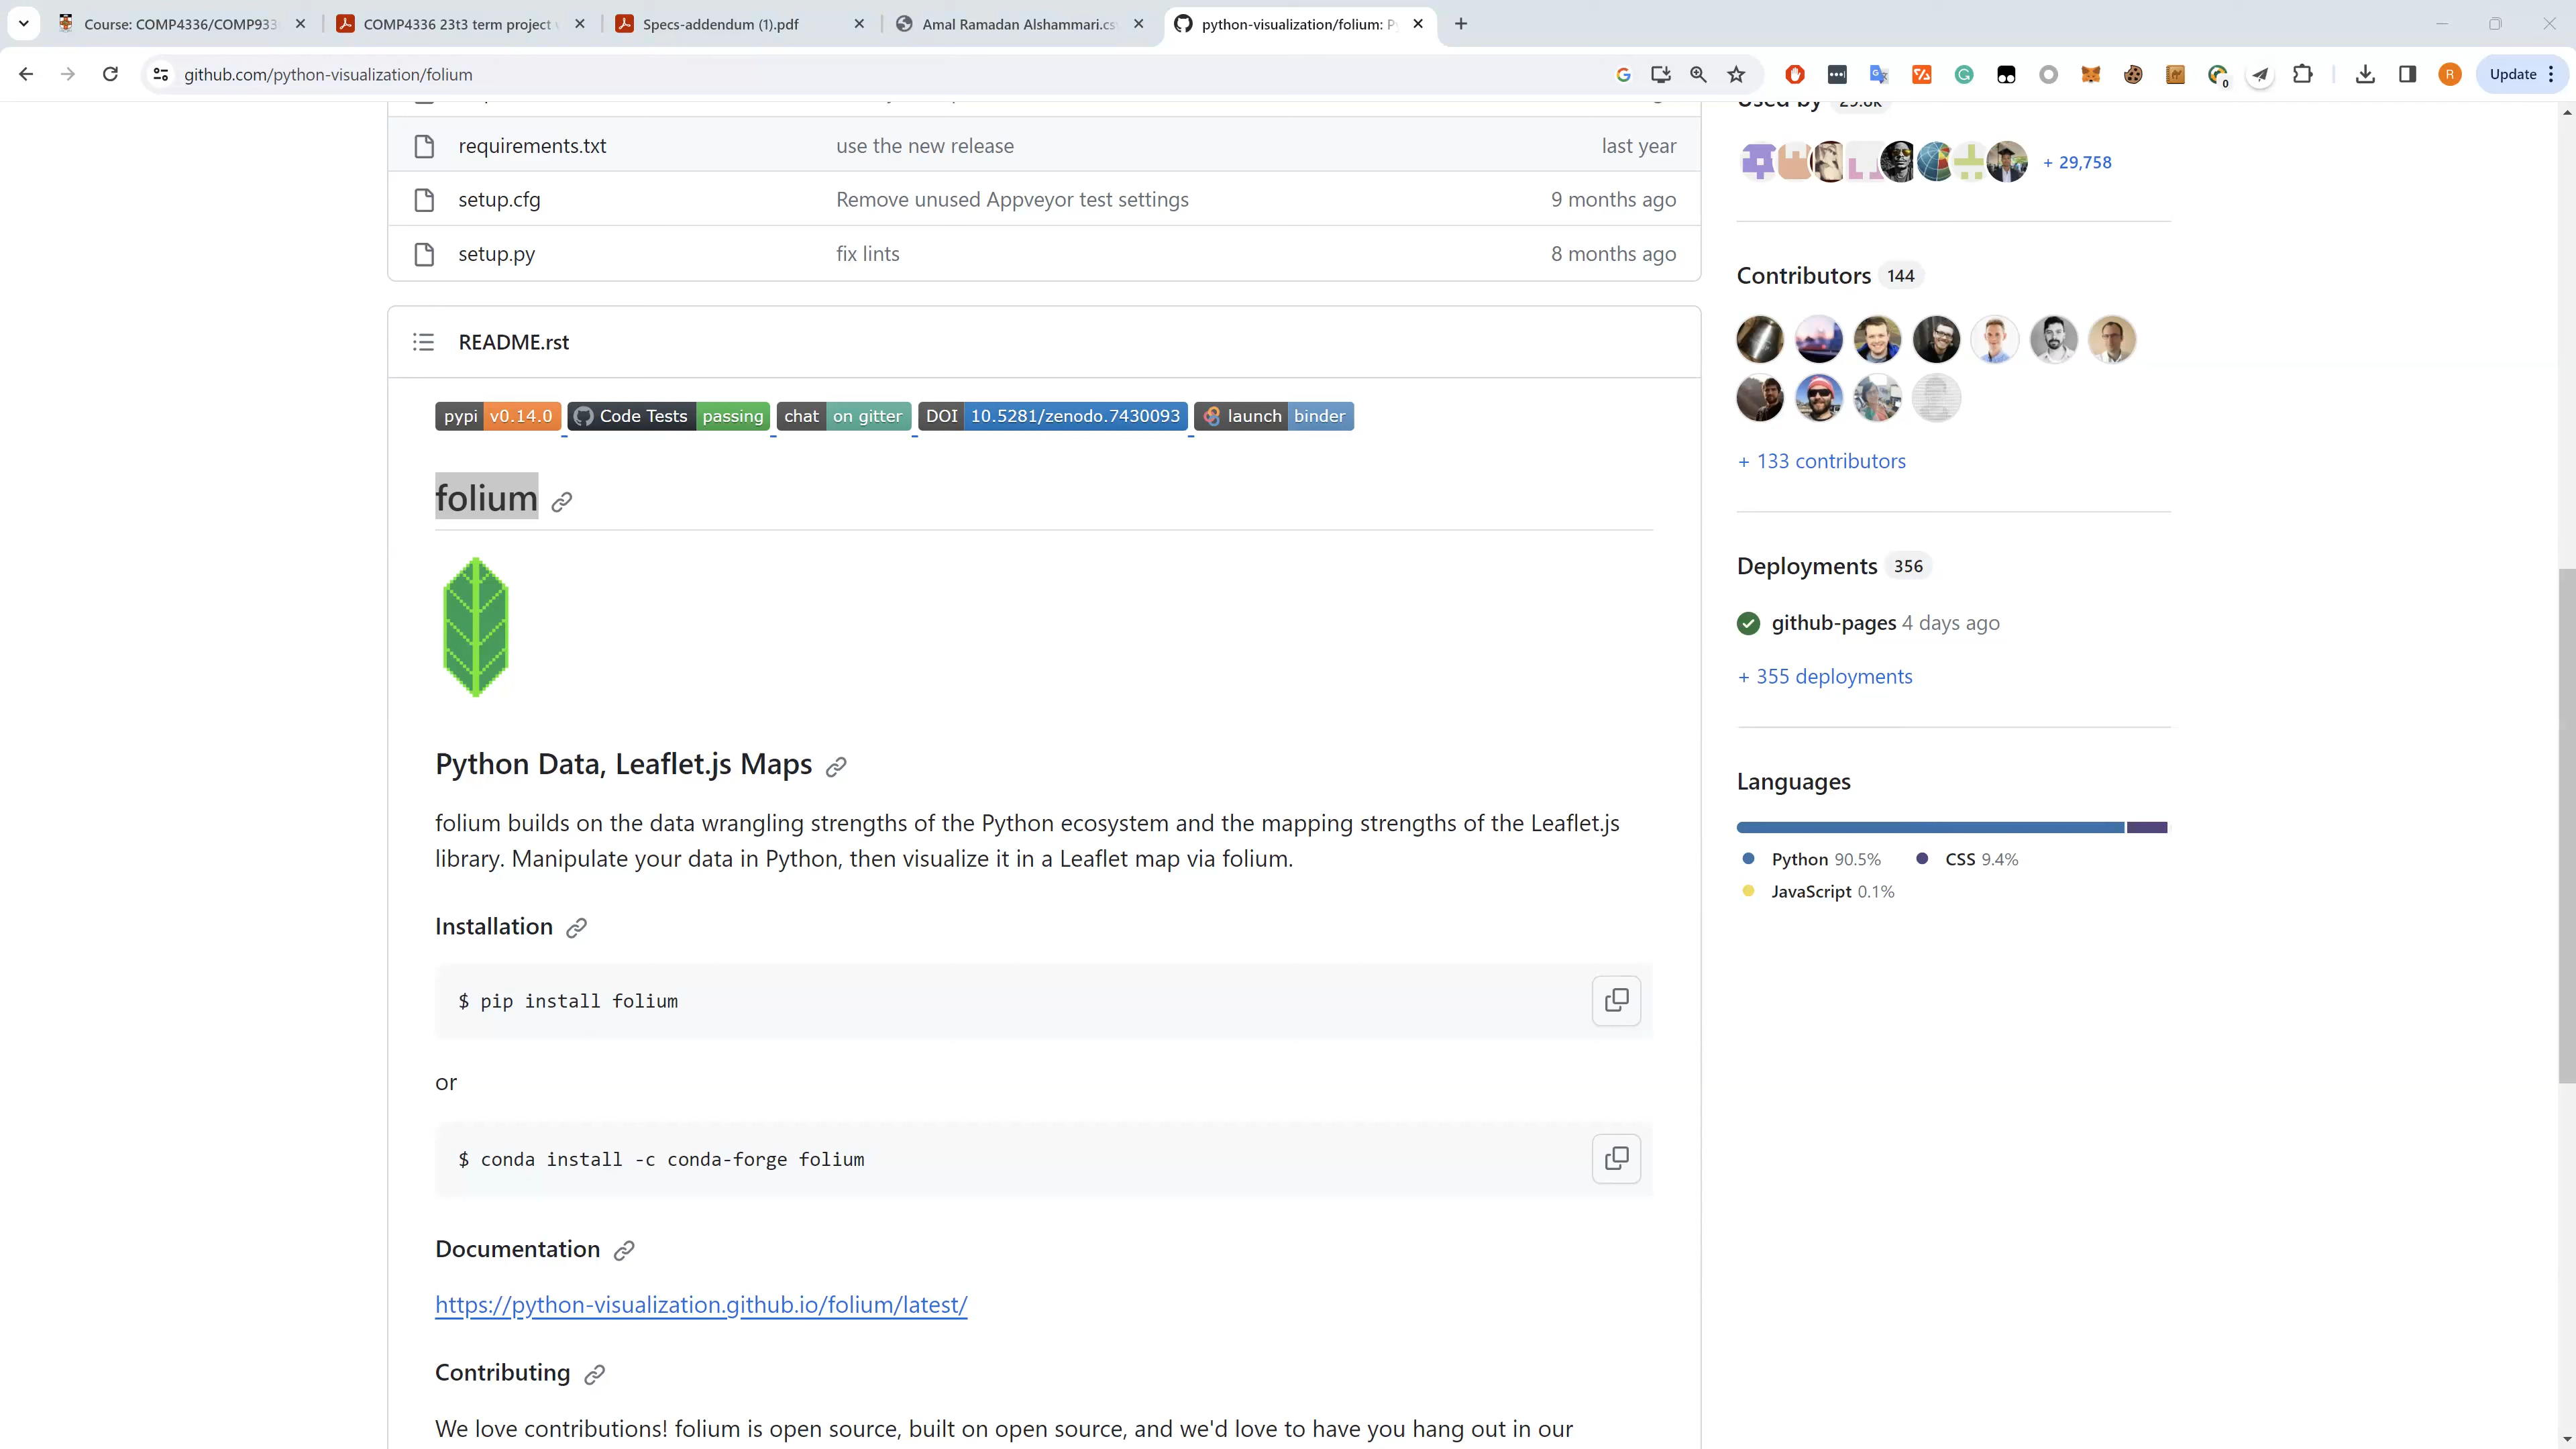 Course: COMP4336/COMP933
COMP4336 23t3 term project
Specs-addendum (1).pdf
Amal Ramadan Alshammari.cs
python-visualization/folium: P
github.com/python-visualization/folium
0
R
Update
requirements.txt use the new release last year
setup.cfg Remove unused Appveyor test settings 9 months ago
setup.py fix lints 8 months ago
README.rst
pypi v0.14.0 Code Tests passing chat on gitter DOI 10.5281/zenodo.7430093 launch binder
folium
Python Data, Leaflet.js Maps
folium builds on the data wrangling strengths of the Python ecosystem and the mapping strengths of the Leaflet.js
library. Manipulate your data in Python, then visualize it in a Leaflet map via folium.
Installation
$ pip install folium
or
$ conda install -c conda-forge folium
Documentation
https://python-visualization.github.io/folium/latest/
Contributing
We love contributions! folium is open source, built on open source, and we'd love to have you hang out in our
Used by 29.8k
+ 29,758
Contributors 144
+ 133 contributors
Deployments 356
github-pages 4 days ago
+ 355 deployments
Languages
Python 90.5% CSS 9.4%
JavaScript 0.1%